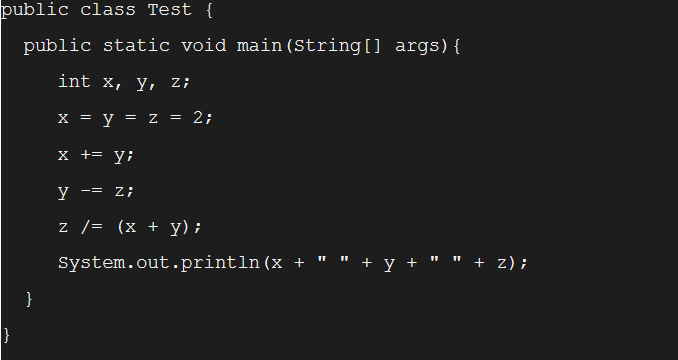 public class Test {
public static void main(String[] args){
int x, y, z;
x = y = z = 2;
x += y;
y -= z;
z /= (x + y);
System.out.println(x + " " + y + " " + z);
}
}